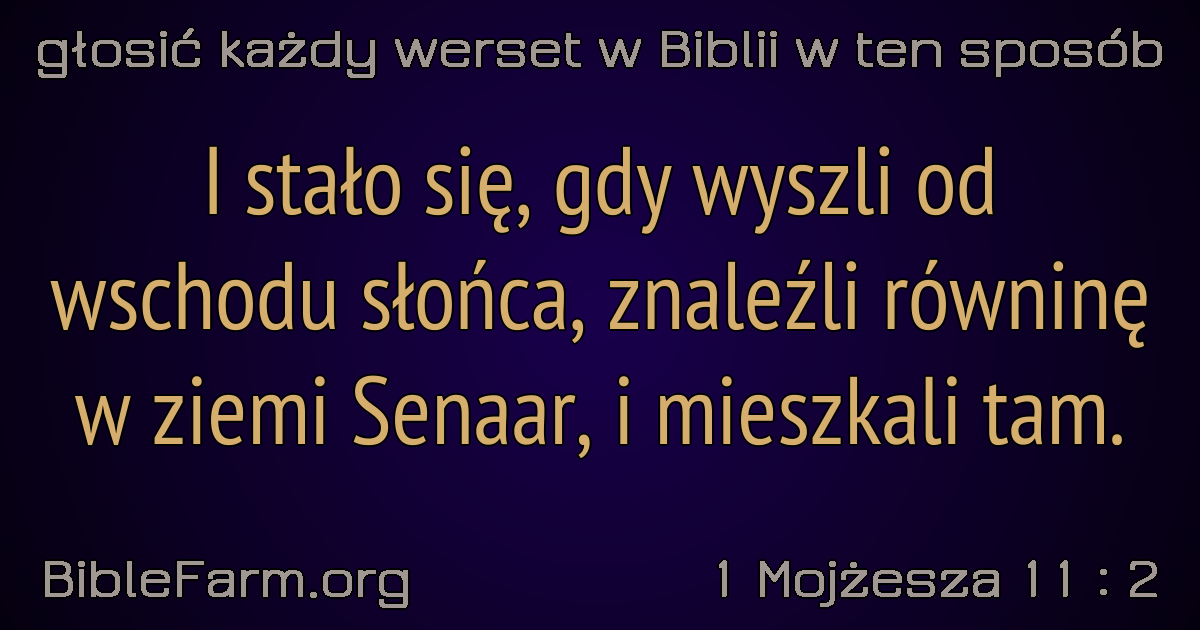 głosić każdy werset w Biblii w ten sposób
I stało się, gdy wyszli od
wschodu słońca, znaleźli równinę
w ziemi Senaar, i mieszkali tam.
BibleFarm.org
1 Mojżesza 11 : 2